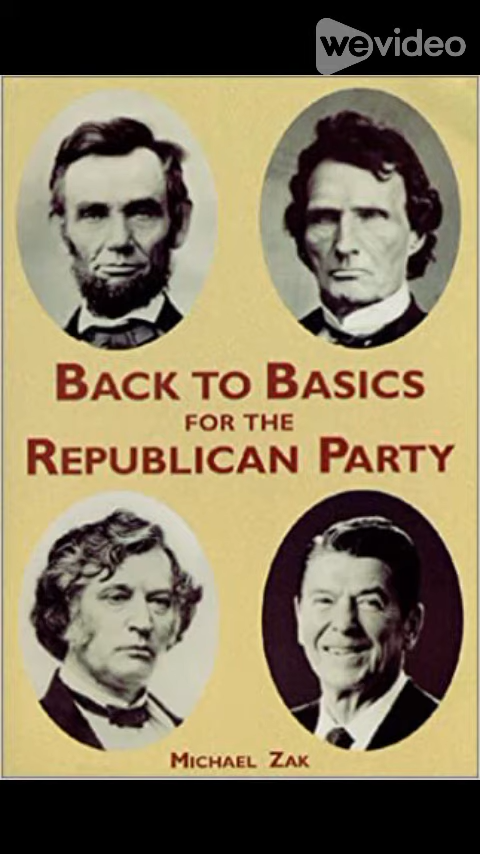 wevideo
BACK TO BASICS
FOR THE
REPUBLICAN PARTY
MICHAEL ZAK